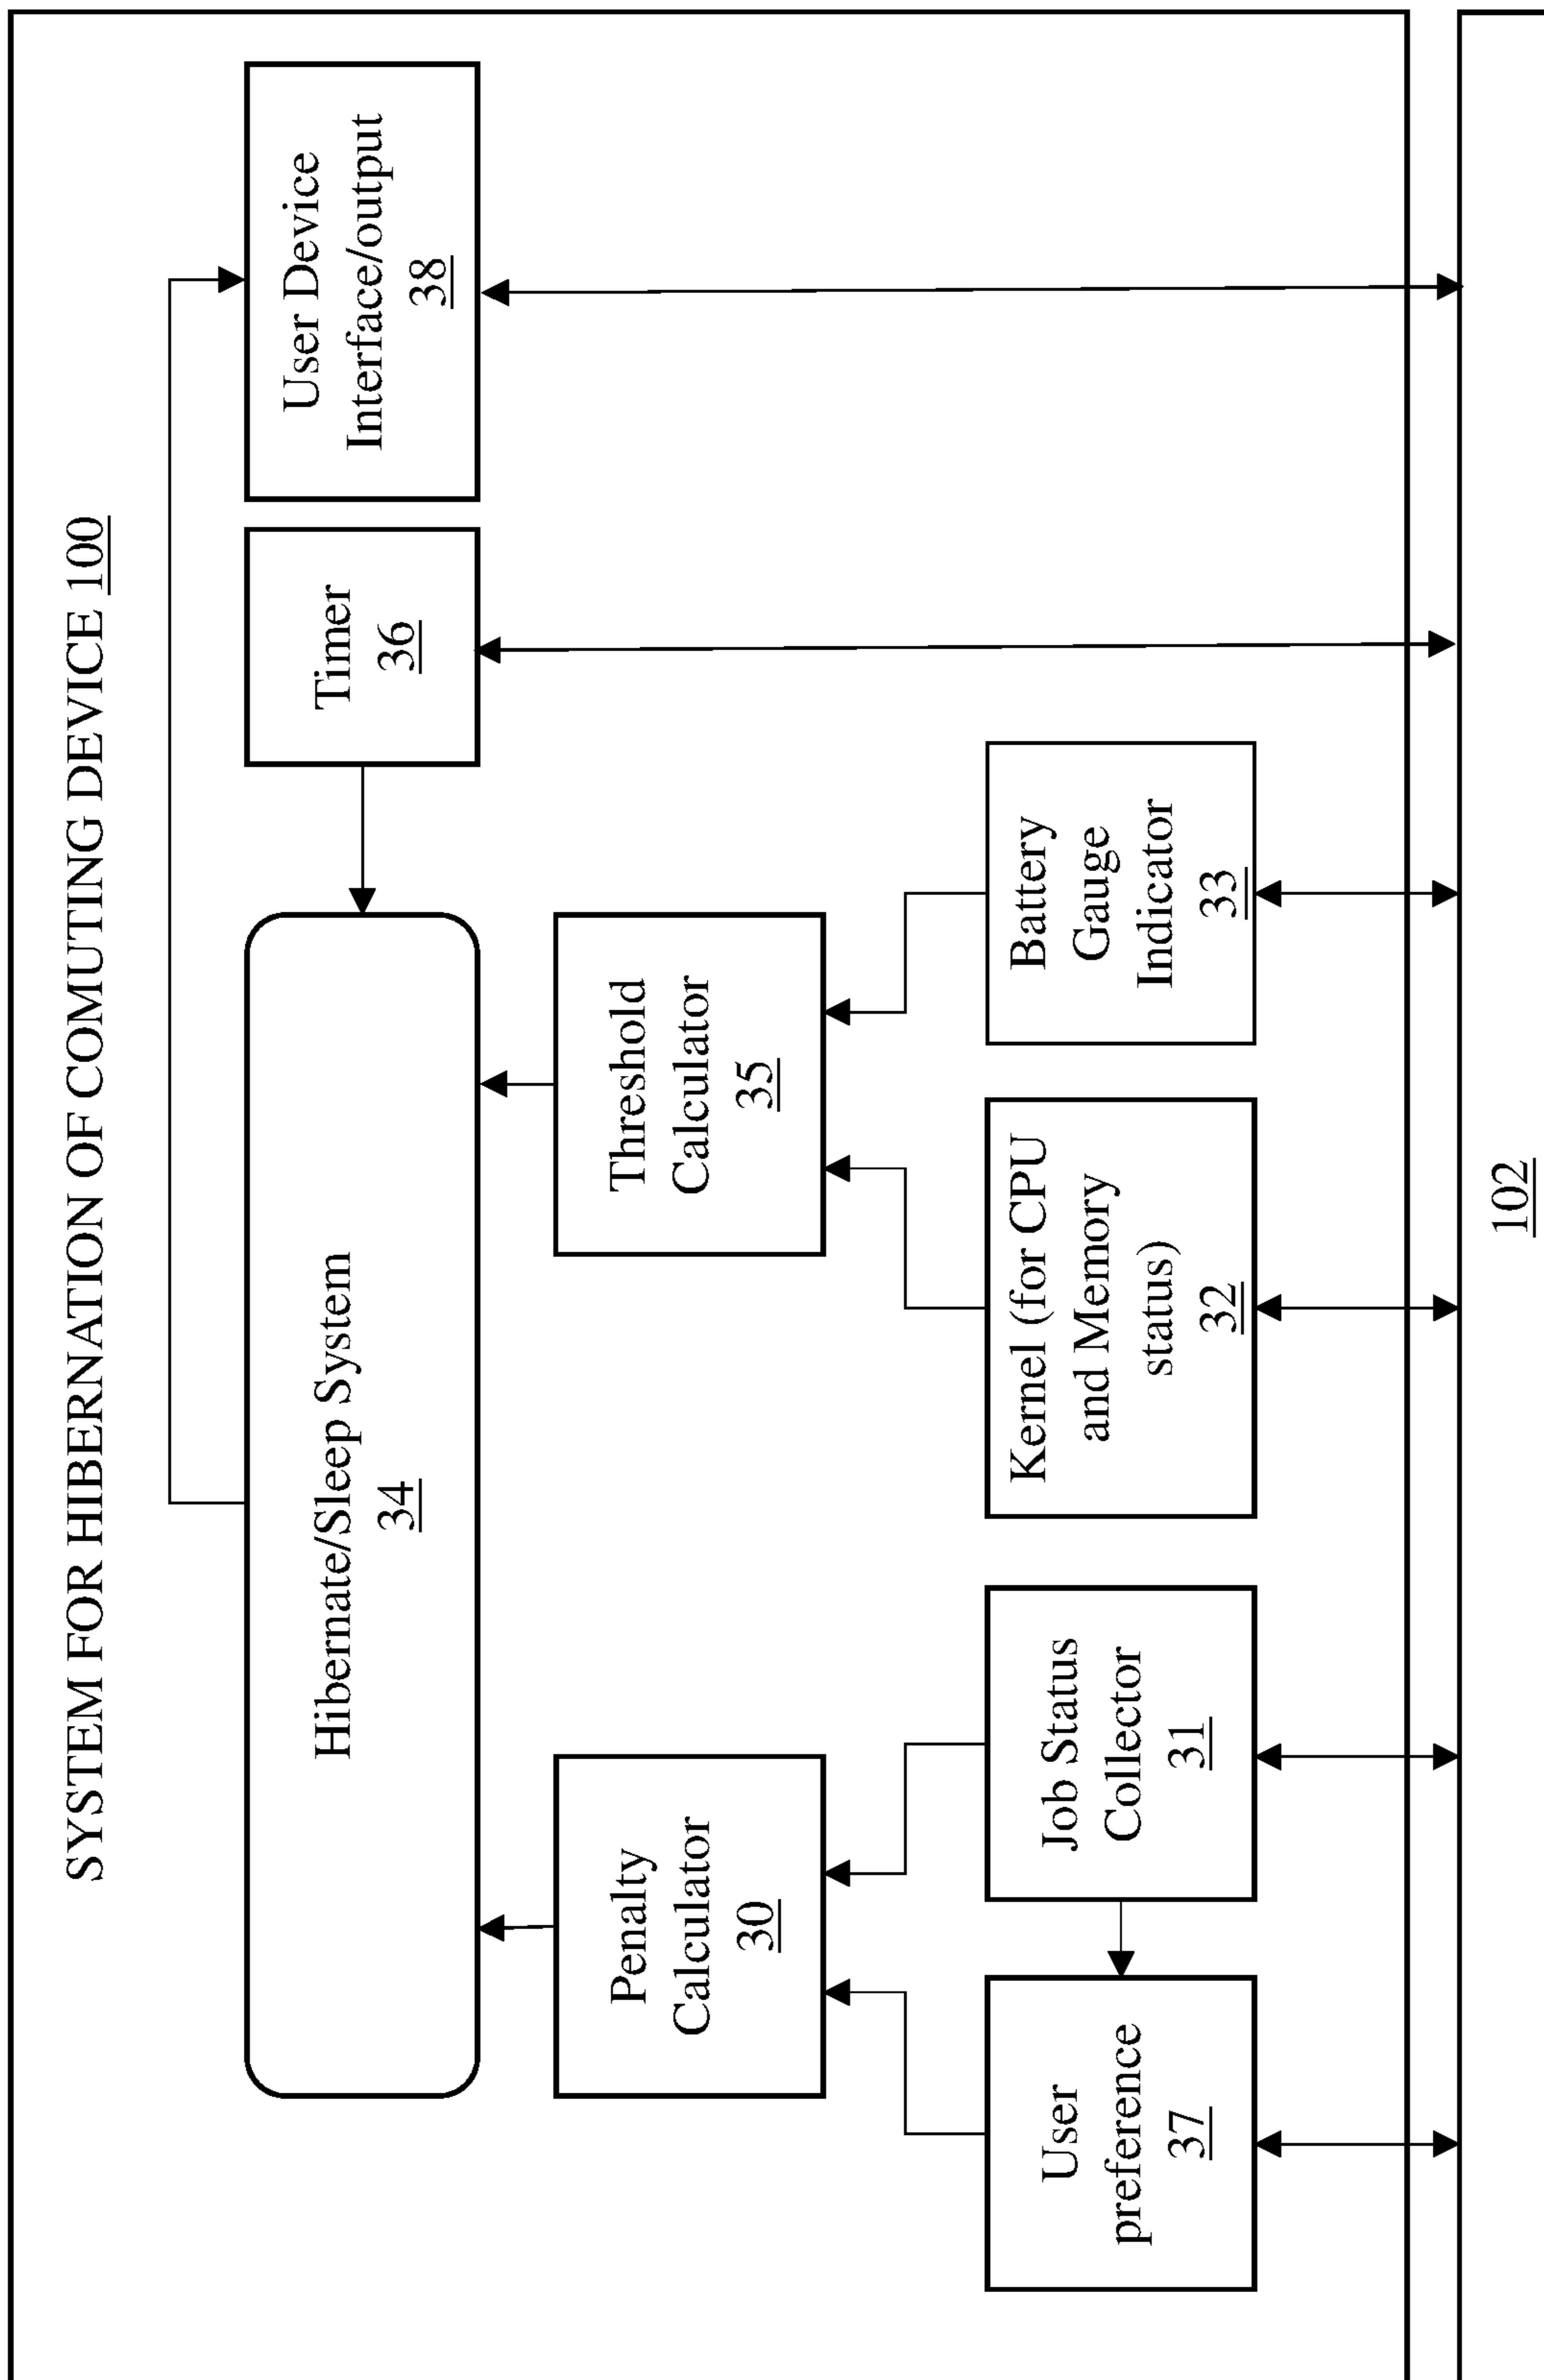 SYSTEM FOR HIBERNATION OF COMUTING DEVICE 100
Hibernate/Sleep System
34
Timer
36
User Device
Interface/output
38
Penalty
Calculator
30
Threshold
Calculator
35
User
preference
37
Job Status
Collector
31
Kernel (for CPU
and Memory
status)
32
Battery
Gauge
Indicator
33
102